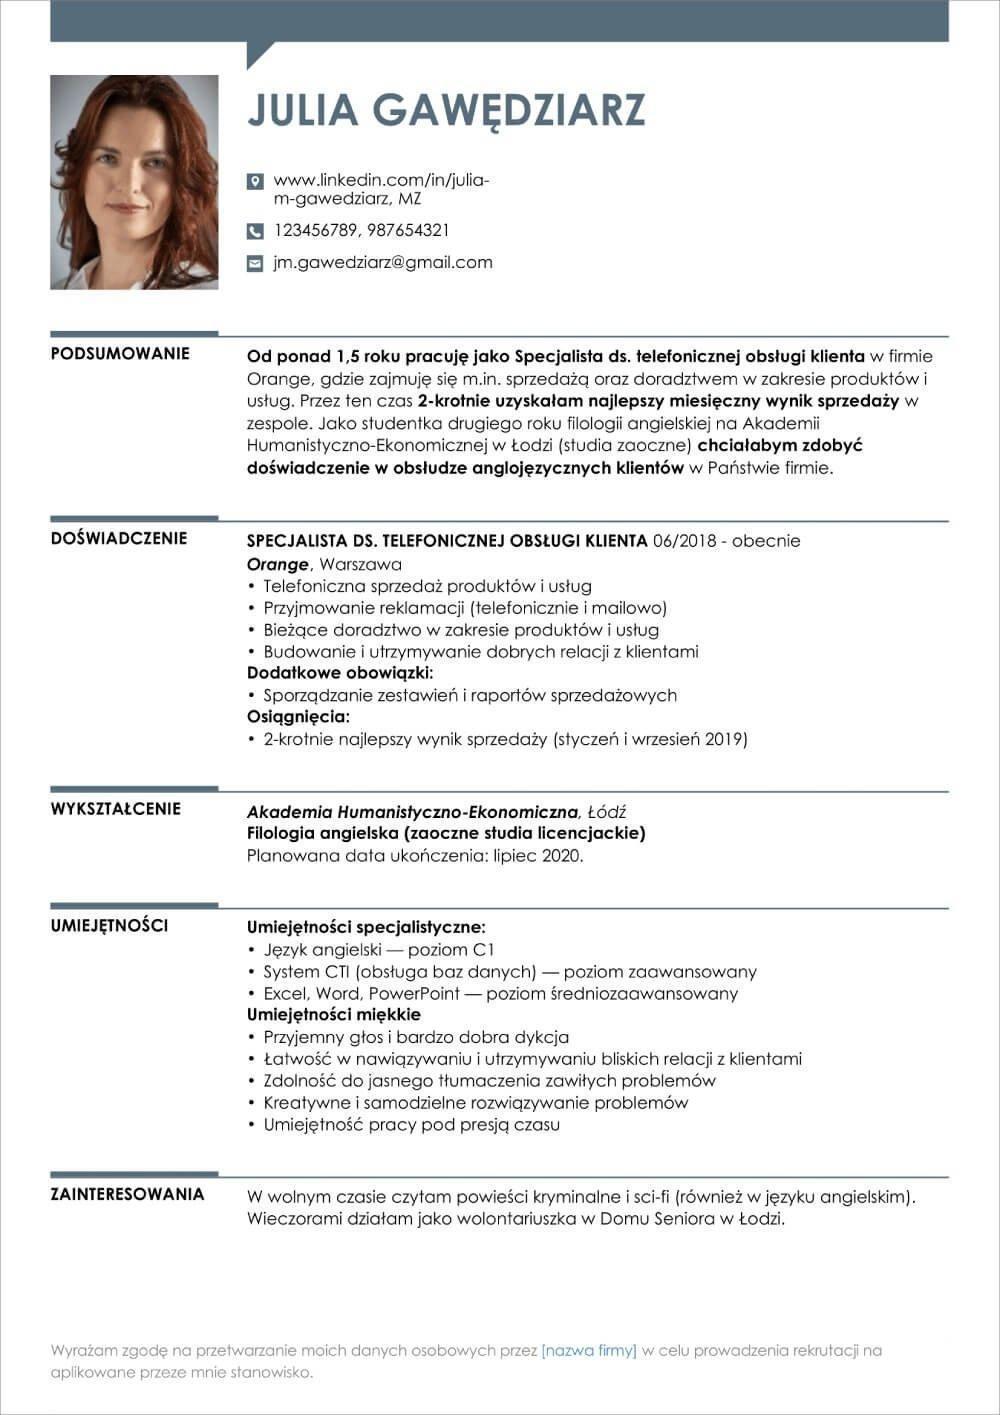 JULIA GAWĘDZIARZ
www.linkedin.com/in/julia-
m-gawedziarz, MZ
123456789, 987654321
jm.gawedziarz@gmail.com
PODSUMOWANIE
Od ponad 1,5 roku pracuję jako Specjalista ds. telefonicznej obsługi klienta w firmie
Orange, gdzie zajmuję się m.in. sprzedażą oraz doradztwem w zakresie produktów i
usług. Przez ten czas 2-krotnie uzyskałam najlepszy miesięczny wynik sprzedaży w
zespole. Jako studentka drugiego roku filologii angielskiej na Akademii
Humanistyczno-Ekonomicznej w Łodzi (studia zaoczne) chciałabym zdobyć
doświadczenie w obsłudze anglojęzycznych klientów w Państwie firmie.
DOŚWIADCZENIE
SPECJALISTA DS. TELEFONICZNEJ OBSŁUGI KLIENTA 06/2018 - obecnie
Orange, Warszawa
• Telefoniczna sprzedaż produktów i usług
• Przyjmowanie reklamacji (telefonicznie i mailowo)
• Bieżące doradztwo w zakresie produktów i usług
• Budowanie i utrzymywanie dobrych relacji z klientami
Dodatkowe obowiązki:
• Sporządzanie zestawień i raportów sprzedażowych
Osiągnięcia:
• 2-krotnie najlepszy wynik sprzedaży (styczeń i wrzesień 2019)
WYKSZTAŁCENIE
Akademia Humanistyczno-Ekonomiczna, Łódź
Filologia angielska (zaoczne studia licencjackie)
Planowana data ukończenia: lipiec 2020.
UMIEJĘTNOŚCI
Umiejętności specjalistyczne:
• Język angielski — poziom C1
• System CTI (obsługa baz danych) — poziom zaawansowany
• Excel, Word, PowerPoint — poziom średniozaawansowany
Umiejętności miękkie
• Przyjemny głos i bardzo dobra dykcja
• Łatwość w nawiązywaniu i utrzymywaniu bliskich relacji z klientami
• Zdolność do jasnego tłumaczenia zawiłych problemów
• Kreatywne i samodzielne rozwiązywanie problemów
• Umiejętność pracy pod presją czasu
ZAINTERESOWANIA
W wolnym czasie czytam powieści kryminalne i sci-fi (również w języku angielskim).
Wieczorami działam jako wolontariuszka w Domu Seniora w Łodzi.
Wyrażam zgodę na przetwarzanie moich danych osobowych przez [nazwa firmy] w celu prowadzenia rekrutacji na
aplikowane przeze mnie stanowisko.